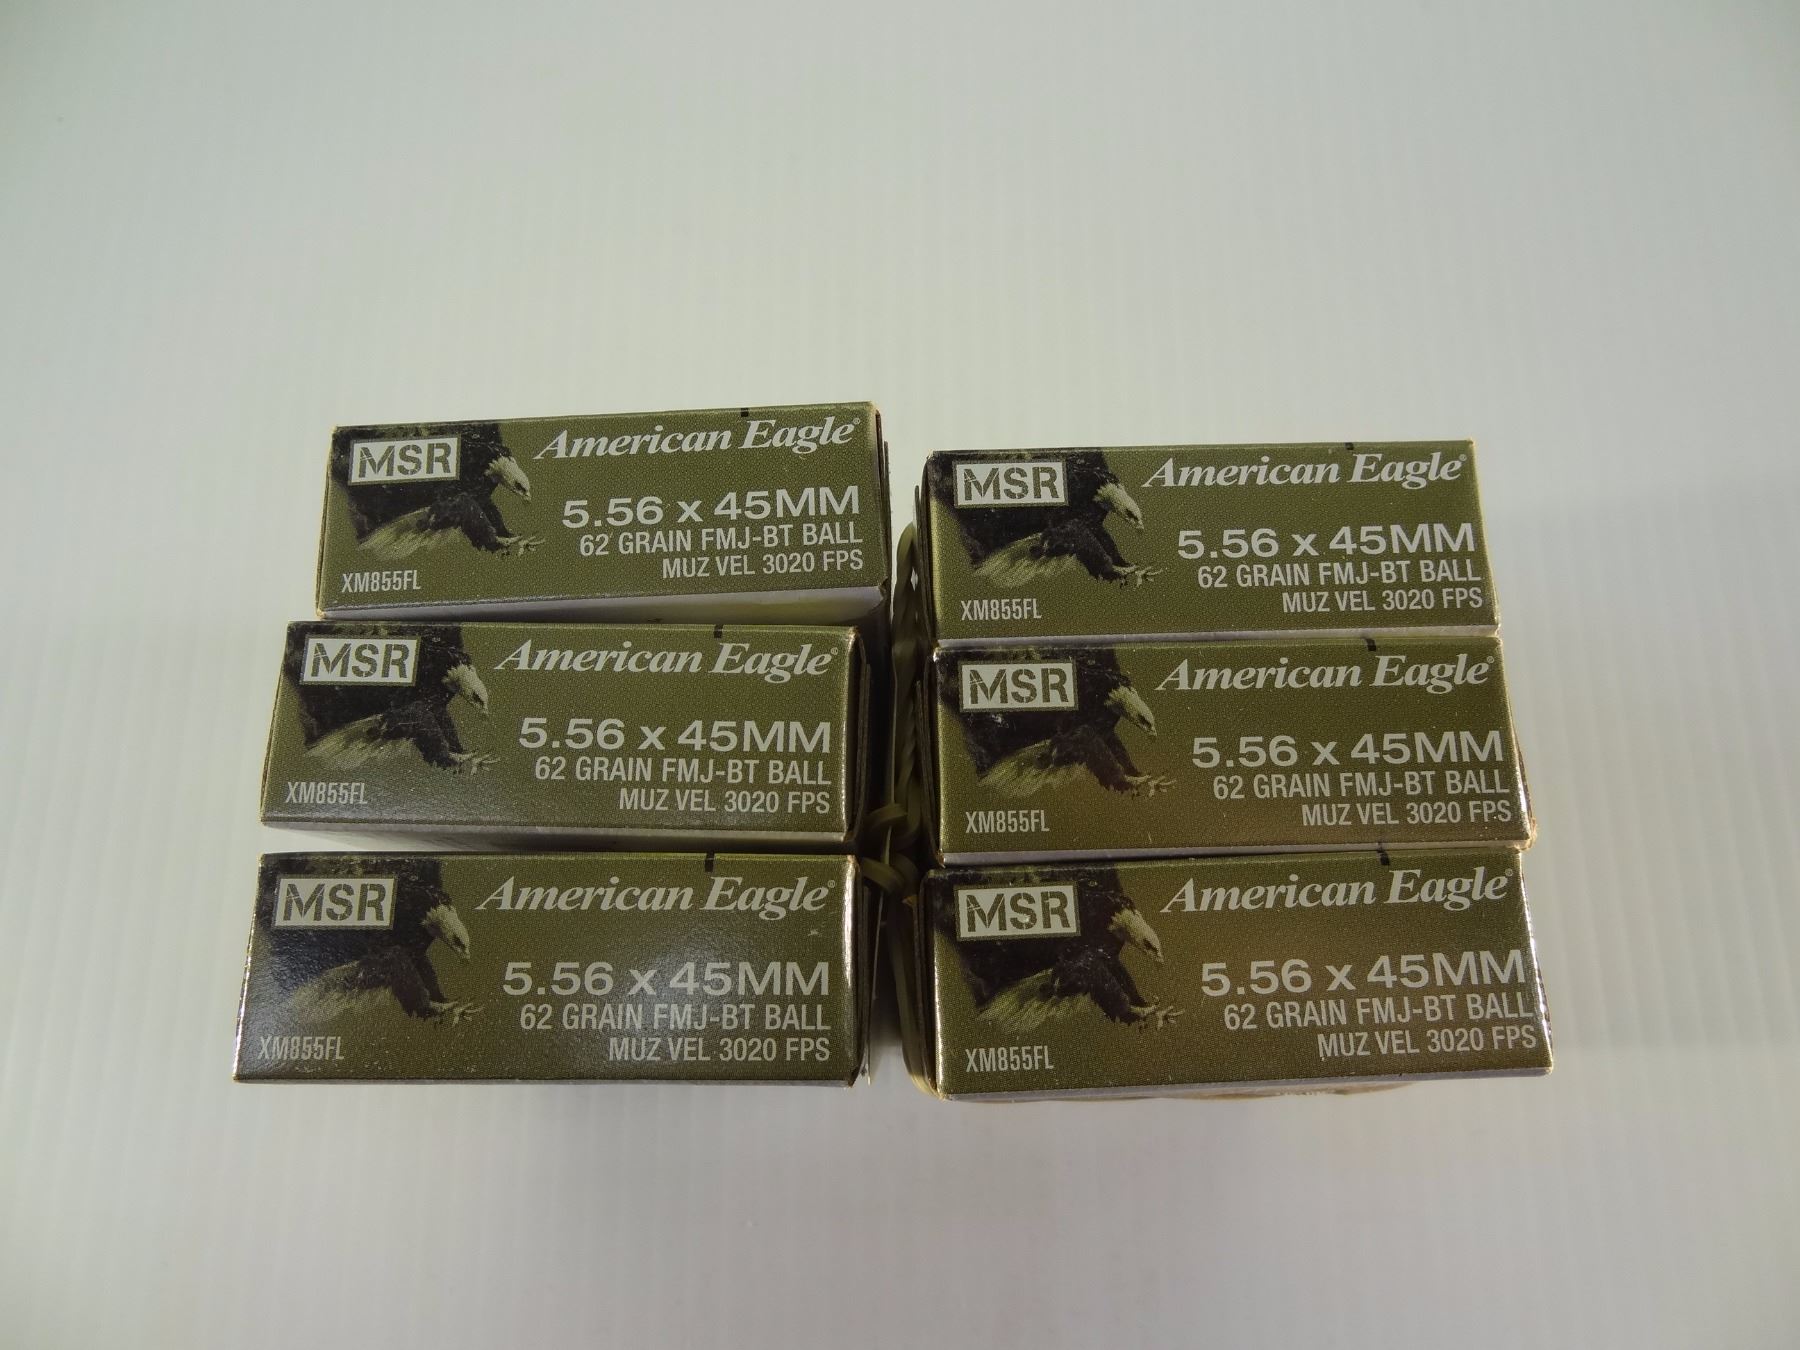 MSR
American Eagle®
5.56 x 45MM
62 GRAIN FMJ-BT BALL
MUZ VEL 3020 FPS
XM855FL
MSR
American Eagle®
5.56 x 45MM
62 GRAIN FMJ-BT BALL
MUZ VEL 3020 FPS
XM855FL
MSR
American Eagle®
5.56 x 45MM
62 GRAIN FMJ-BT BALL
MUZ VEL 3020 FPS
XM855FL
MSR
American Eagle®
5.56 x 45MM
62 GRAIN FMJ-BT BALL
MUZ VEL 3020 FPS
XM855FL
MSR
American Eagle®
5.56 x 45MM
62 GRAIN FMJ-BT BALL
MUZ VEL 3020 FPS
XM855FL
MSR
American Eagle®
5.56 x 45MM
62 GRAIN FMJ-BT BALL
MUZ VEL 3020 FPS
XM855FL